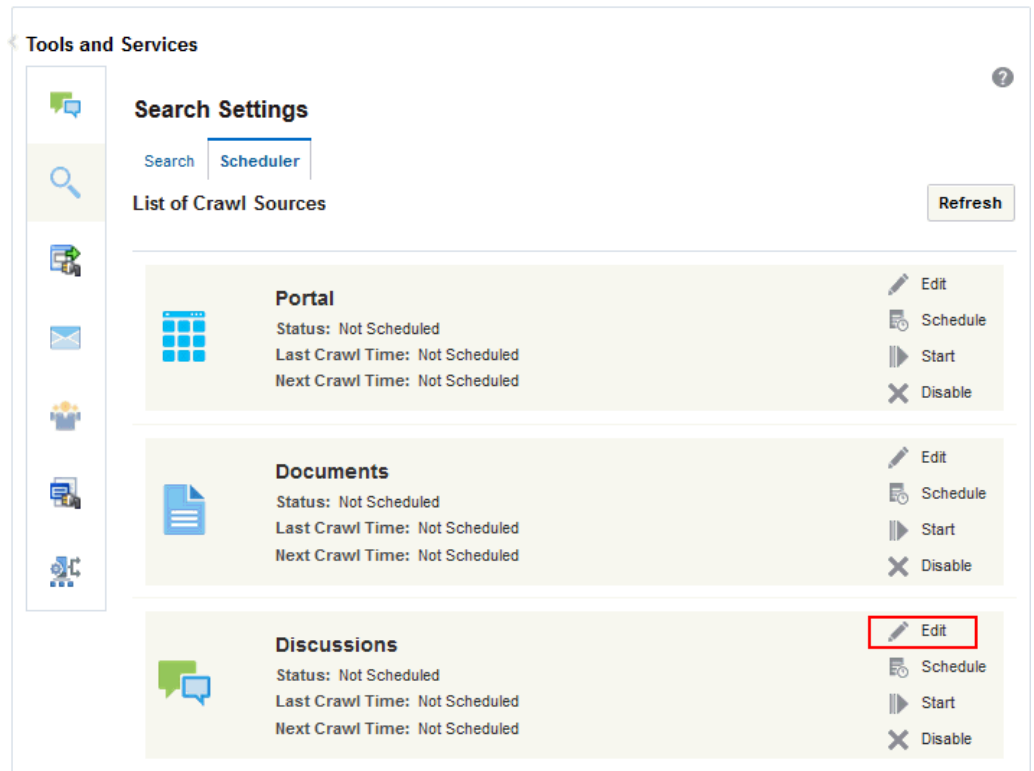 Tools and Services
?
Search Settings
Search Scheduler
List of Crawl Sources
Refresh
Portal
Status: Not Scheduled
Last Crawl Time: Not Scheduled
Next Crawl Time: Not Scheduled
Edit
Schedule
Start
Disable
Documents
Status: Not Scheduled
Last Crawl Time: Not Scheduled
Next Crawl Time: Not Scheduled
Edit
Schedule
Start
Disable
Discussions
Status: Not Scheduled
Last Crawl Time: Not Scheduled
Next Crawl Time: Not Scheduled
Edit
Schedule
Start
Disable